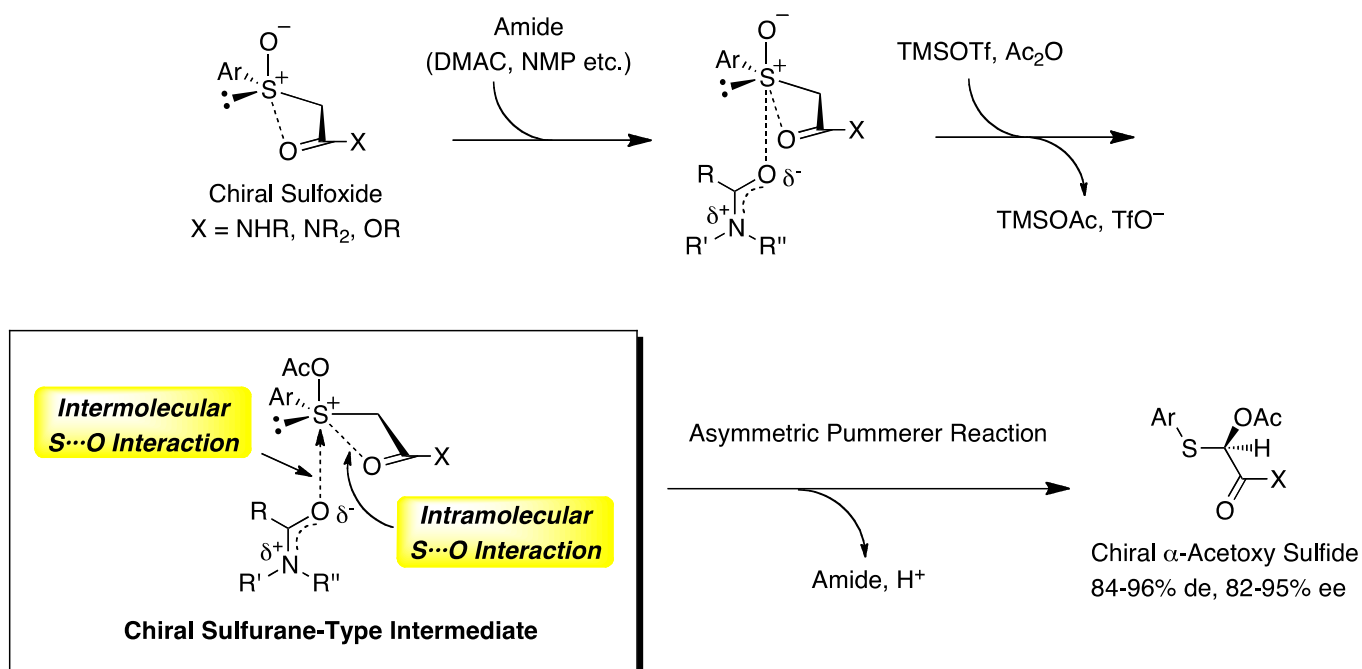 O⁻
Ar
S⁺
O
X
Chiral Sulfoxide
X = NHR, NR₂, OR
Amide
(DMAC, NMP etc.)
O⁻
Ar
S⁺
O
X
R
O
δ-
δ+
N
R'
R''
TMSOTf, Ac₂O
TMSOAc, TfO⁻
AcO
Ar
S⁺
Intermolecular
S···O Interaction
O
X
R
O
δ-
δ+
N
R'
R''
Intramolecular
S···O Interaction
Chiral Sulfurane-Type Intermediate
Asymmetric Pummerer Reaction
Amide, H⁺
Ar
S
OAc
H
X
O
Chiral α-Acetoxy Sulfide
84-96% de, 82-95% ee